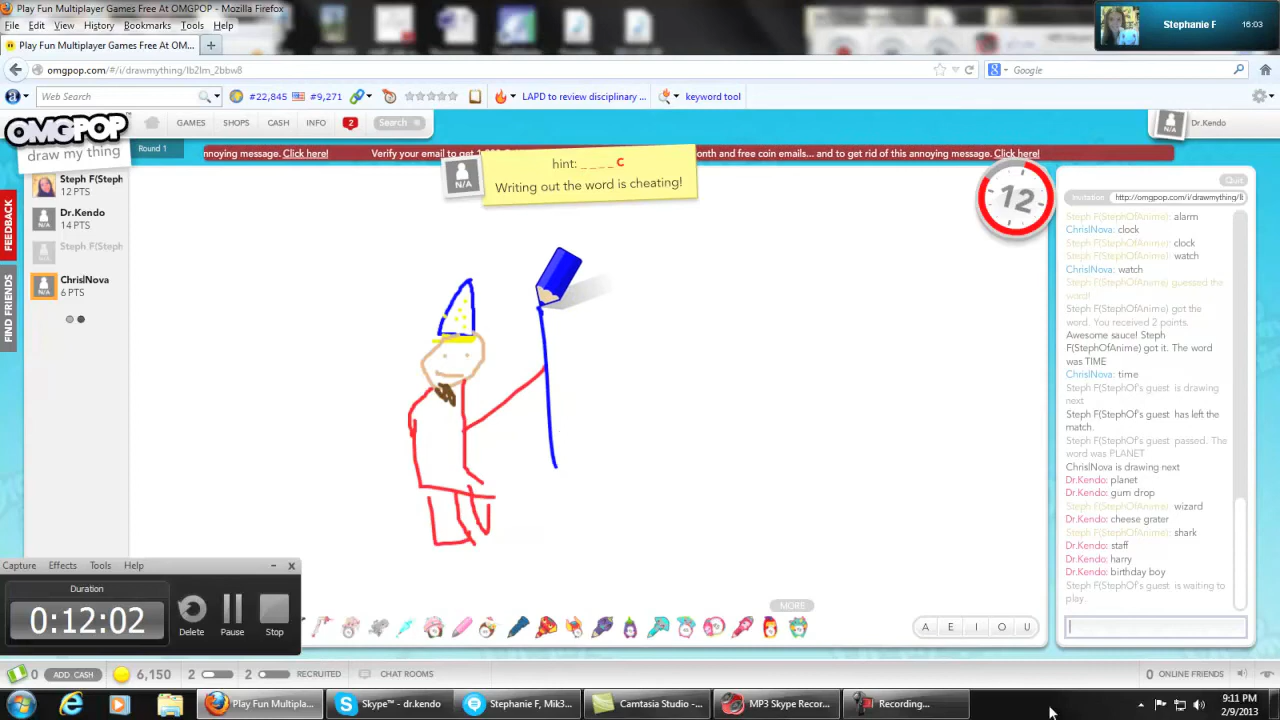 Play Fun Multiplayer Games Free At OMGPOP - Mozilla Firefox
Stephanie F
16:03
File Edit View History Bookmarks Tools Help
Play Fun Multiplayer Games Free At OM...
omgpop.com/#/i/drawmything/lb2lm_2bbw8
Google
Web Search
#22,845
#9,271
LAPD to review disciplinary ...
keyword tool
OMGPOP
GAMES SHOPS CASH INFO 2 Search
N/A Dr.Kendo
draw my thing
Round 1
nnoying message. Click here!
Verify your email to get
onth and free coin emails... and to get rid of this annoying message. Click here!
hint: _ _ _ _ C
N/A
Writing out the word is cheating!
12
Quit
Invitation http://omgpop.com/i/drawmything/lb
FEEDBACK
FIND FRIENDS
Steph F(Steph
12 PTS
Dr.Kendo
14 PTS
N/A
Steph F(Steph
ChrisINova
6 PTS
N/A
Steph F(StephOfAnime): alarm
ChrisINova: clock
Steph F(StephOfAnime): clock
Steph F(StephOfAnime): watch
ChrisINova: watch
Steph F(StephOfAnime) guessed the
word!
Steph F(StephOfAnime) got the
word. You received 2 points.
Awesome sauce! Steph
F(StephOfAnime) got it. The word
was TIME
ChrisINova: time
Steph F(StephOf's guest is drawing
next
Steph F(StephOf's guest has left the
match.
Steph F(StephOf's guest passed. The
word was PLANET
ChrisINova is drawing next
Dr.Kendo: planet
Dr.Kendo: gum drop
Steph F(StephOfAnime): wizard
Dr.Kendo: cheese grater
Steph F(StephOfAnime): shark
Dr.Kendo: staff
Dr.Kendo: harry
Dr.Kendo: birthday boy
Steph F(StephOf's guest is waiting to
play.
Capture Effects Tools Help
Duration
0:12:02
Delete Pause Stop
MORE
A E I O U
0 ADD CASH 6,150 2 2 RECRUITED CHAT ROOMS
0 ONLINE FRIENDS
Play Fun Multipla...
Skype™ - dr.kendo
Stephanie F, Mik3...
Camtasia Studio - ...
MP3 Skype Recor...
Recording...
9:11 PM
2/9/2013